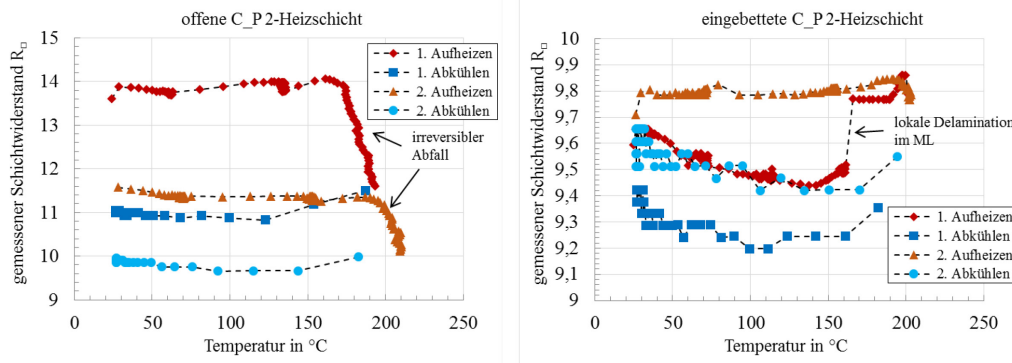 offene C_P 2-Heizschicht
gemessener Schichtwiderstand R□
15
14
13
12
11
10
9
0
50
100
150
200
250
Temperatur in °C
1. Aufheizen
1. Abkühlen
2. Aufheizen
2. Abkühlen
irreversibler
Abfall
eingebettete C_P 2-Heizschicht
gemessener Schichtwiderstand R□
10
9,9
9,8
9,7
9,6
9,5
9,4
9,3
9,2
9,1
9
0
50
100
150
200
250
Temperatur in °C
lokale Delamination
im ML
1. Aufheizen
1. Abkühlen
2. Aufheizen
2. Abkühlen